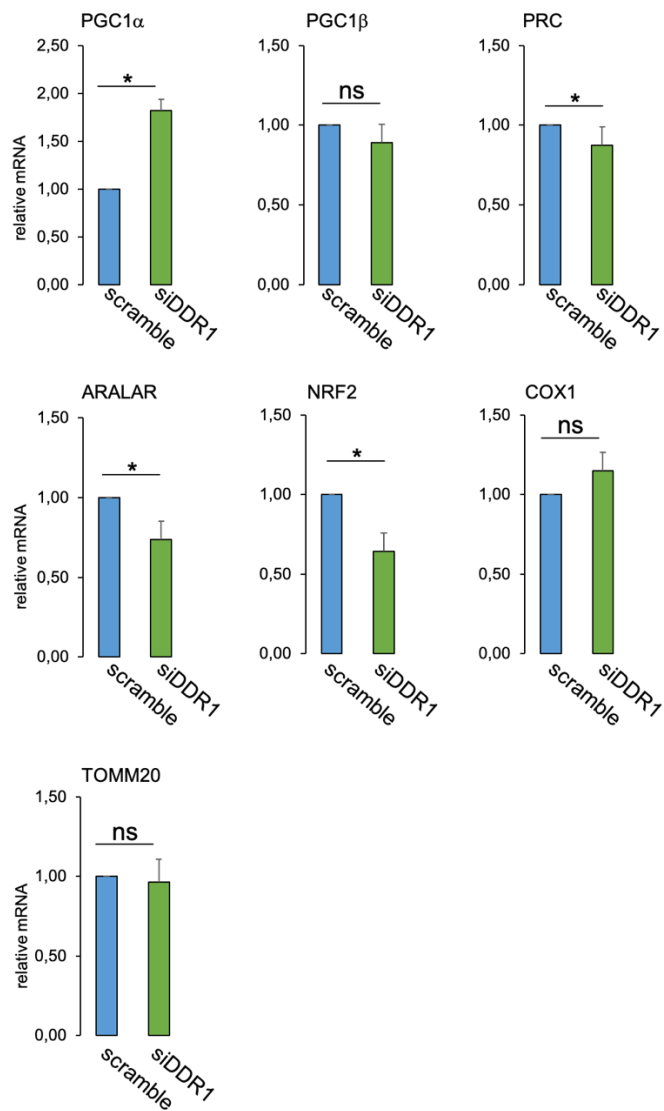 PGC1α
PGC1β
PRC
relative mRNA
2,50
2,00
1,50
1,00
0,50
0,00
*
scramble
siDDR1
1,50
1,00
0,50
0,00
ns
scramble
siDDR1
1,50
1,00
0,50
0,00
*
scramble
siDDR1
ARALAR
NRF2
COX1
relative mRNA
1,50
1,00
0,50
0,00
*
scramble
siDDR1
1,50
1,00
0,50
0,00
*
scramble
siDDR1
1,50
1,00
0,50
0,00
ns
scramble
siDDR1
TOMM20
relative mRNA
1,50
1,00
0,50
0,00
ns
scramble
siDDR1